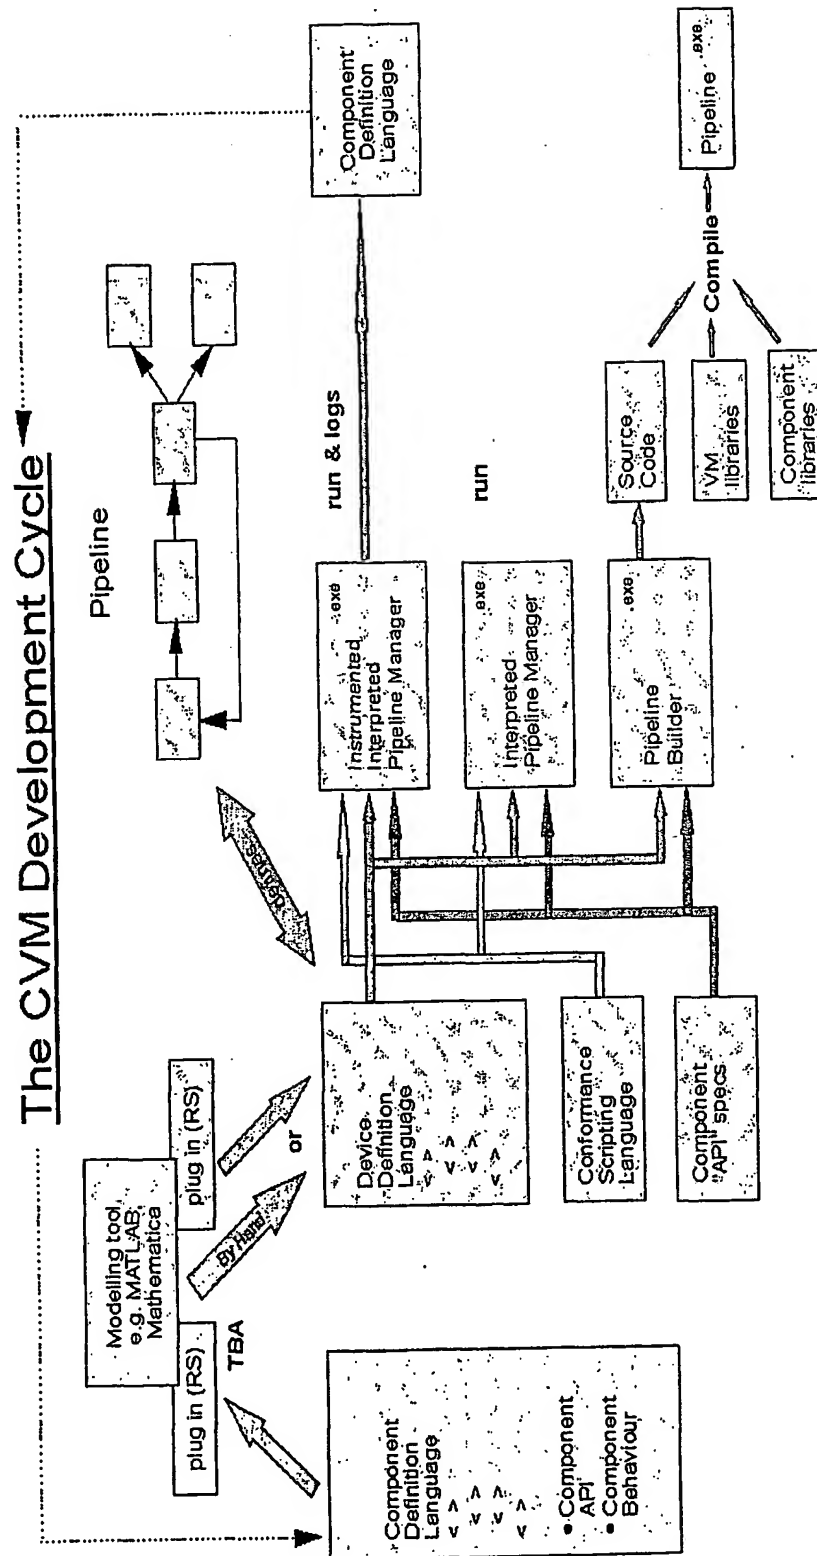 The CVM Development Cycle
Modelling tool,
e.g. MATLAB;
Mathematica
plug in (RS)
plug in (RS)
TBA
By Hand
or
defines
Pipeline
Component
Definition
Language
< >
< >
< >
< >
• Component
API
• Component
Behaviour
Device
Definition
Language
< >
< >
< >
< >
Conformance
Scripting
Language
Component
"API" specs
Instrumented
Interpreted
Pipeline Manager
.exe
run & logs
Component
Definition
Language
Interpreted
Pipeline Manager
.exe
run
Pipeline
Builder
.exe
Source
Code
VM
libraries
Component
libraries
Compile
Pipeline
.exe